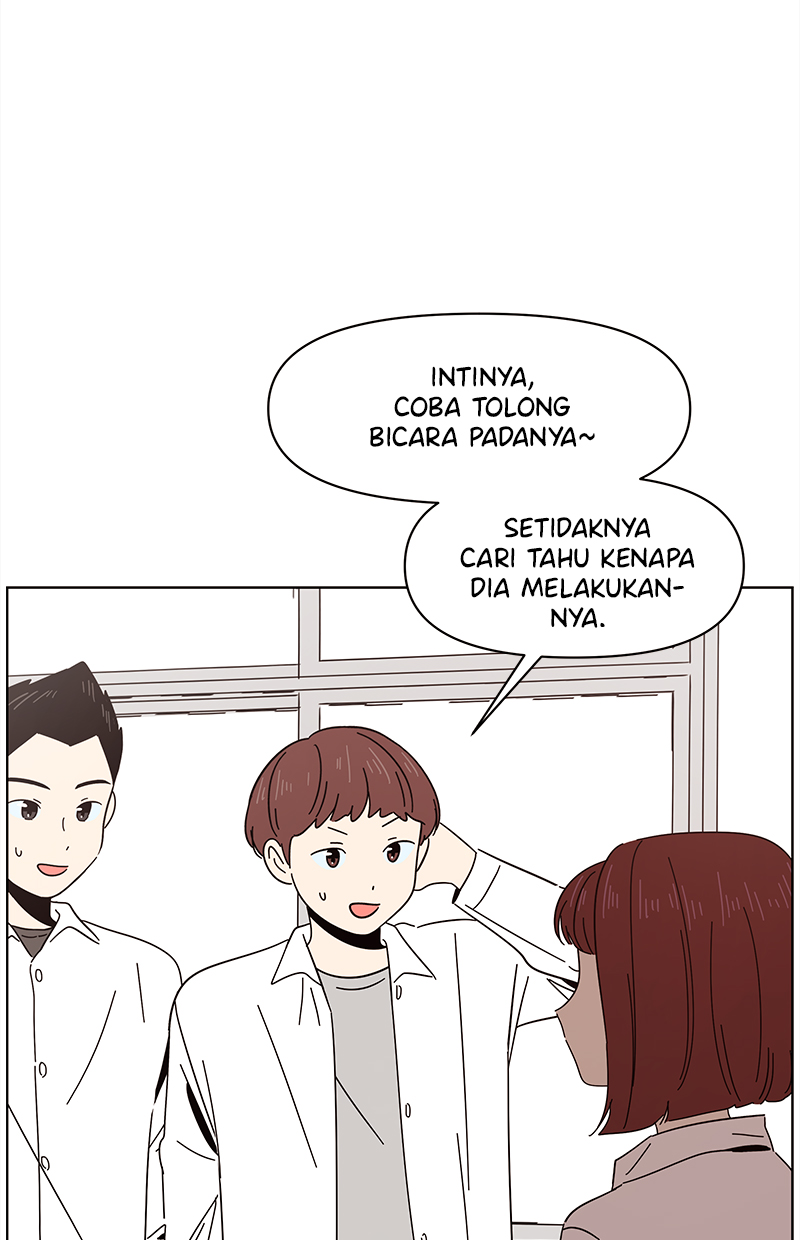 INTINYA,
COBA TOLONG
BICARA PADANYA~
SETIDAKNYA
CARI TAHU KENAPA
DIA MELAKUKAN-
NYA.